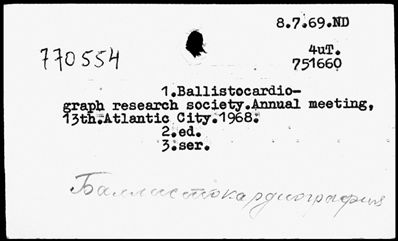 8.7.69.ND
770554
4uT.
751660
1.Ballistocardio-
graph research society.Annual meeting,
13th.Atlantic City.1968.
2.ed.
3.ser.
Баллистокардиография